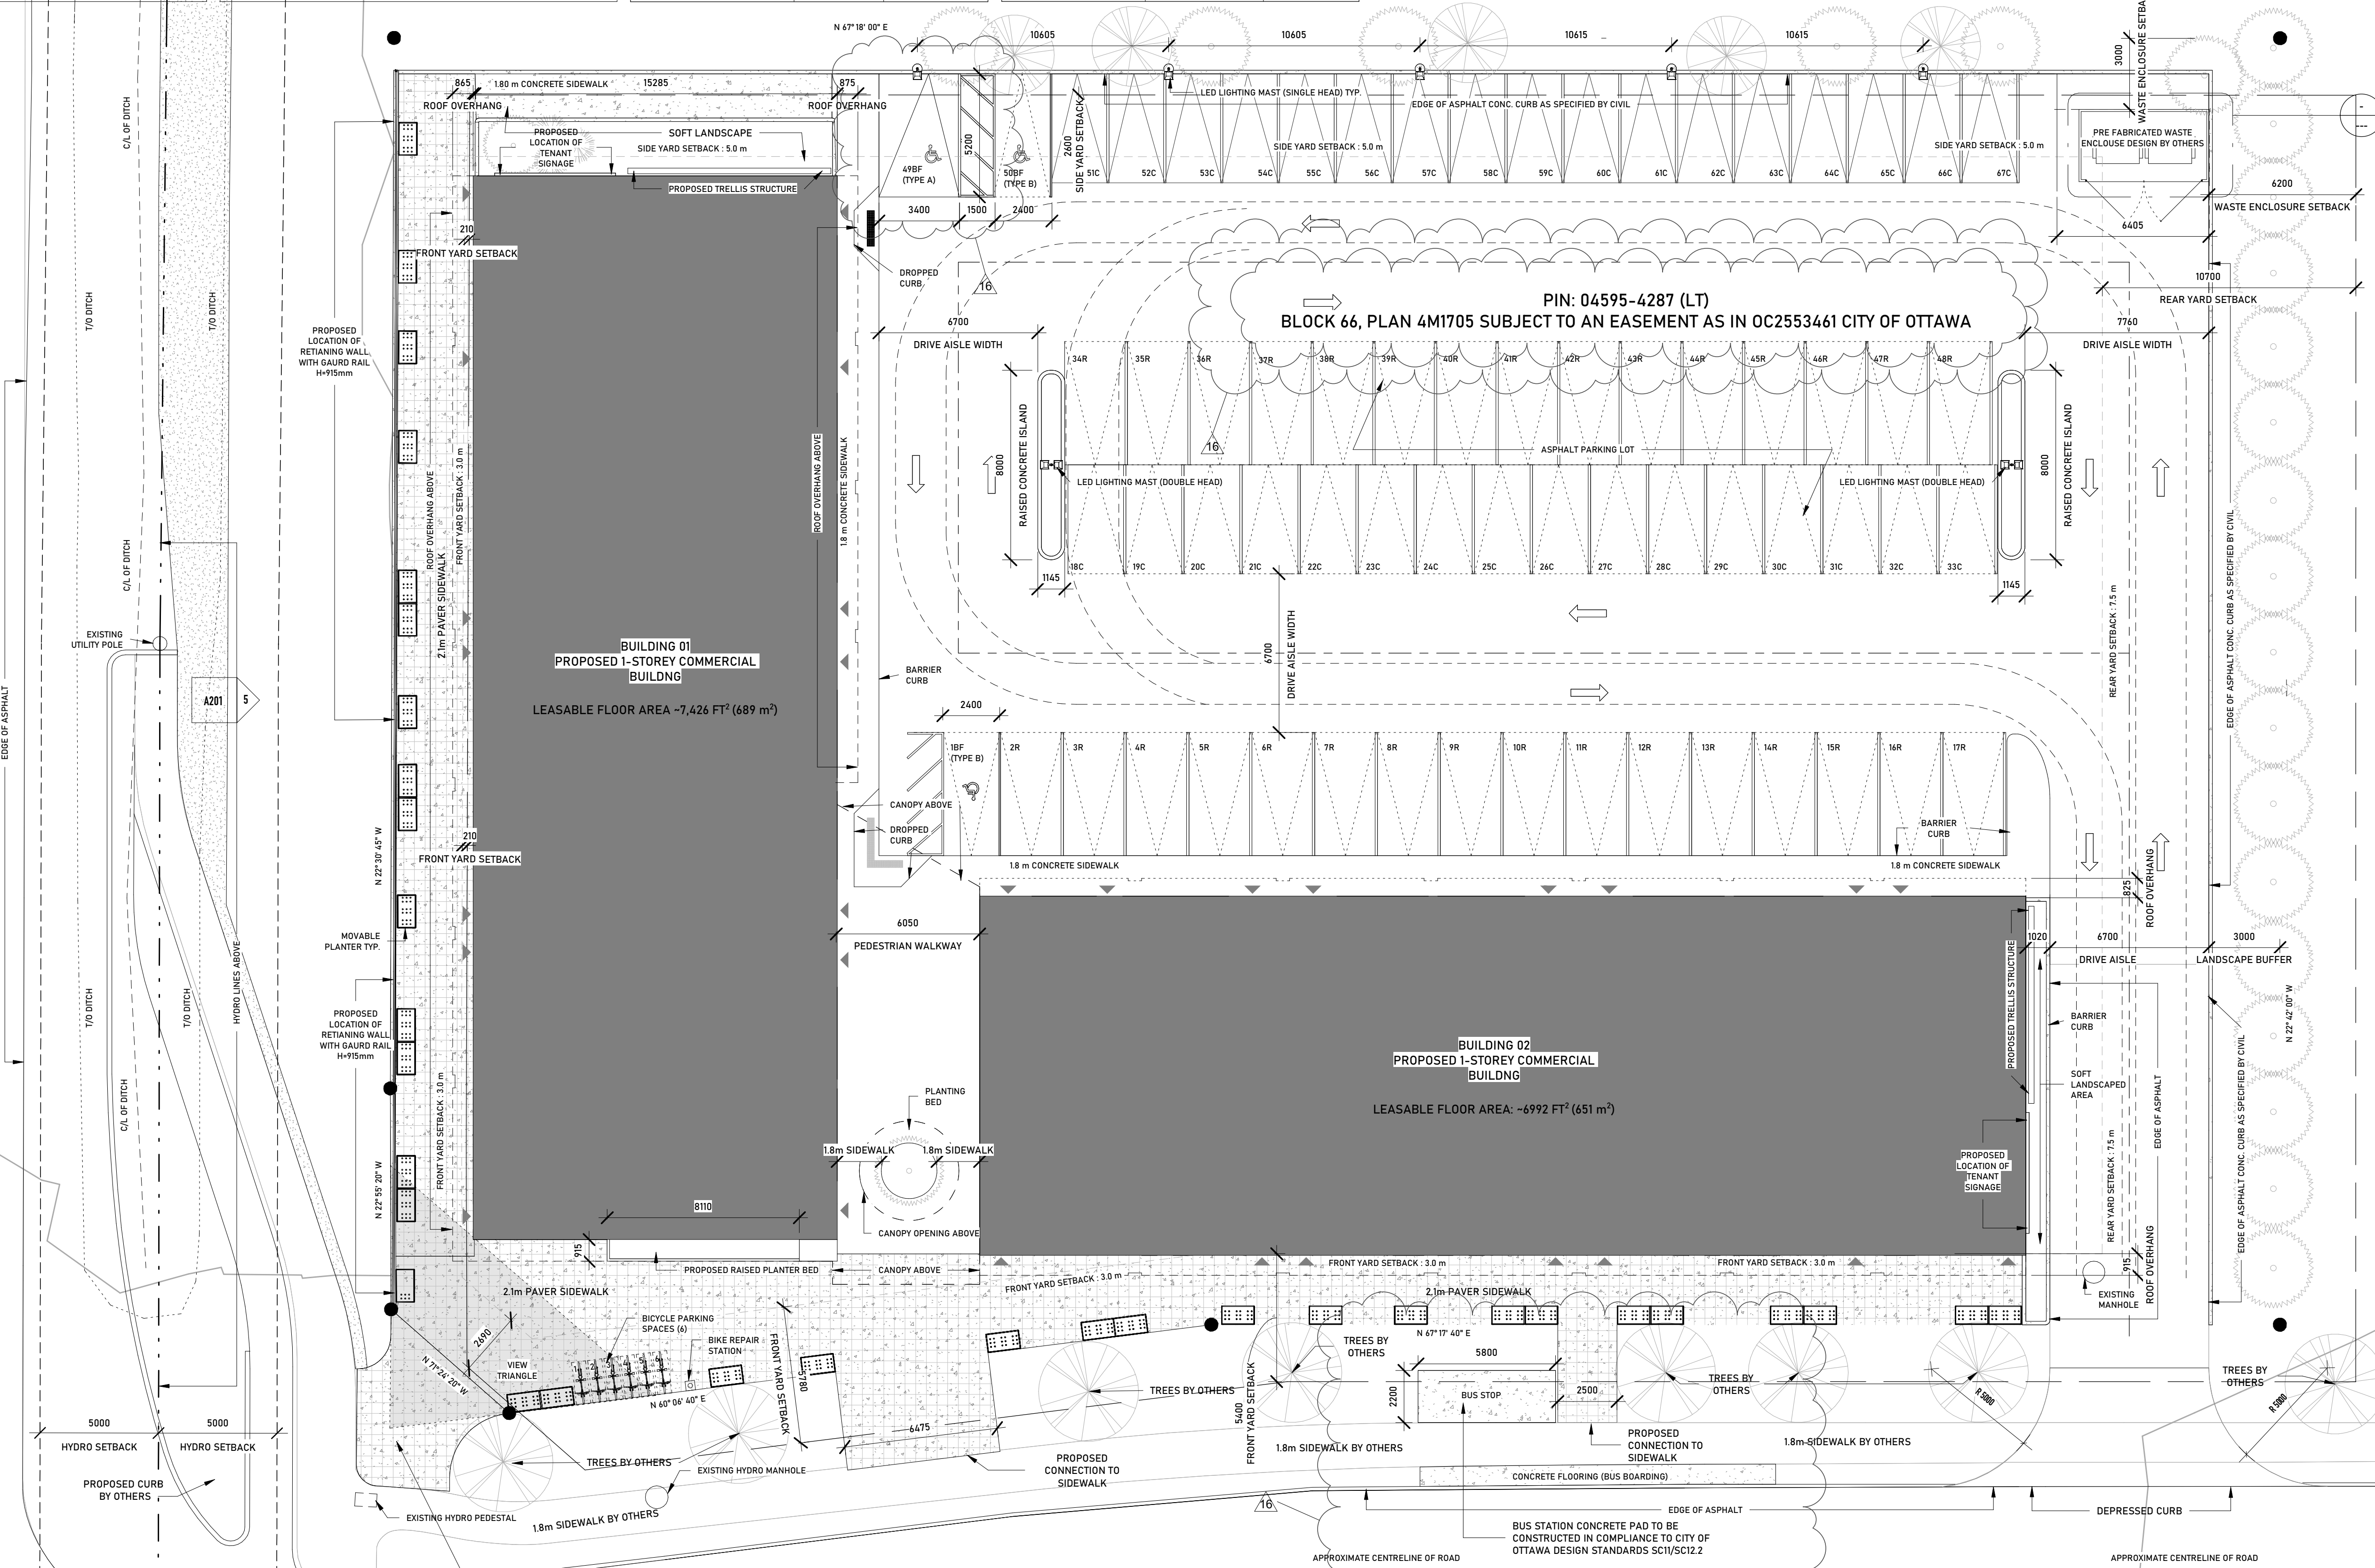 N 67° 18' 00" E
10605
10605
10615
10615
3000
WASTE ENCLOSURE SETBA
865
1.80 m CONCRETE SIDEWALK
15285
875
ROOF OVERHANG
ROOF OVERHANG
LED LIGHTING MAST (SINGLE HEAD) TYP.
EDGE OF ASPHALT CONC. CURB AS SPECIFIED BY CIVIL
PROPOSED
LOCATION OF
TENANT
SIGNAGE
SOFT LANDSCAPE
SIDE YARD SETBACK : 5.0 m
PROPOSED TRELLIS STRUCTURE
49BF
(TYPE A)
5200
50BF
(TYPE B)
2600
SIDE YARD SETBACK
SIDE YARD SETBACK : 5.0 m
SIDE YARD SETBACK : 5.0 m
51C
52C
53C
54C
55C
56C
57C
58C
59C
60C
61C
62C
63C
64C
65C
66C
67C
PRE FABRICATED WASTE
ENCLOUSE DESIGN BY OTHERS
6200
WASTE ENCLOSURE SETBACK
6405
3400
1500
2400
210
FRONT YARD SETBACK
DROPPED
CURB
16
10700
REAR YARD SETBACK
PIN: 04595-4287 (LT)
BLOCK 66, PLAN 4M1705 SUBJECT TO AN EASEMENT AS IN OC2553461 CITY OF OTTAWA
6700
DRIVE AISLE WIDTH
7760
DRIVE AISLE WIDTH
C/L OF DITCH
T/O DITCH
T/O DITCH
PROPOSED
LOCATION OF
RETIANING WALL
WITH GAURD RAIL
H=915mm
34R
35R
36R
37R
38R
39R
40R
41R
42R
43R
44R
45R
46R
47R
48R
16
ASPHALT PARKING LOT
8000
RAISED CONCRETE ISLAND
8000
RAISED CONCRETE ISLAND
LED LIGHTING MAST (DOUBLE HEAD)
LED LIGHTING MAST (DOUBLE HEAD)
ROOF OVERHANG ABOVE
FRONT YARD SETBACK : 3.0 m
2.1m PAVER SIDEWALK
ROOF OVERHANG ABOVE
1.8 m CONCRETE SIDEWALK
18C
19C
20C
21C
22C
23C
24C
25C
26C
27C
28C
29C
30C
31C
32C
33C
1145
1145
C/L OF DITCH
EXISTING
UTILITY POLE
BUILDING 01
PROPOSED 1-STOREY COMMERCIAL
BUILDNG
LEASABLE FLOOR AREA ~7,426 FT² (689 m²)
BARRIER
CURB
6700
DRIVE AISLE WIDTH
REAR YARD SETBACK : 7.5 m
EDGE OF ASPHALT CONC. CURB AS SPECIFIED BY CIVIL
EDGE OF ASPHALT
A201
5
2400
1BF
(TYPE B)
2R
3R
4R
5R
6R
7R
8R
9R
10R
11R
12R
13R
14R
15R
16R
17R
CANOPY ABOVE
DROPPED
CURB
BARRIER
CURB
1.8 m CONCRETE SIDEWALK
1.8 m CONCRETE SIDEWALK
210
FRONT YARD SETBACK
N 22° 30' 45" W
825
ROOF OVERHANG
MOVABLE
PLANTER TYP.
6050
PEDESTRIAN WALKWAY
1020
6700
DRIVE AISLE
3000
LANDSCAPE BUFFER
HYDRO LINES ABOVE
T/O DITCH
T/O DITCH
PROPOSED
LOCATION OF
RETIANING WALL
WITH GAURD RAIL
H=915mm
PROPOSED TRELLIS STRUCTURE
BARRIER
CURB
N 22° 42' 00" W
BUILDING 02
PROPOSED 1-STOREY COMMERCIAL
BUILDNG
LEASABLE FLOOR AREA: ~6992 FT² (651 m²)
SOFT
LANDSCAPED
AREA
EDGE OF ASPHALT
EDGE OF ASPHALT CONC. CURB AS SPECIFIED BY CIVIL
C/L OF DITCH
FRONT YARD SETBACK : 3.0 m
N 22° 55' 20" W
PLANTING
BED
1.8m SIDEWALK
1.8m SIDEWALK
PROPOSED
LOCATION OF
TENANT
SIGNAGE
REAR YARD SETBACK : 7.5 m
8110
915
CANOPY OPENING ABOVE
PROPOSED RAISED PLANTER BED
CANOPY ABOVE
FRONT YARD SETBACK : 3.0 m
FRONT YARD SETBACK : 3.0 m
FRONT YARD SETBACK : 3.0 m
915
ROOF OVERHANG
EXISTING
MANHOLE
2.1m PAVER SIDEWALK
2.1m PAVER SIDEWALK
BICYCLE PARKING
SPACES (6)
BIKE REPAIR
STATION
2690
VIEW
TRIANGLE
N 71° 24' 20" W
1
2
3
4
5
6
N 60° 06' 40" E
FRONT YARD SETBACK
5780
N 67° 17' 40" E
TREES BY
OTHERS
5800
BUS STOP
2200
2500
TREES BY OTHERS
TREES BY
OTHERS
R 5000
TREES BY
OTHERS
R 5000
5400
FRONT YARD SETBACK
6475
5000
5000
HYDRO SETBACK
HYDRO SETBACK
TREES BY OTHERS
EXISTING HYDRO MANHOLE
PROPOSED
CONNECTION TO
SIDEWALK
1.8m SIDEWALK BY OTHERS
PROPOSED
CONNECTION TO
SIDEWALK
1.8m SIDEWALK BY OTHERS
CONCRETE FLOORING (BUS BOARDING)
PROPOSED CURB
BY OTHERS
EXISTING HYDRO PEDESTAL
1.8m SIDEWALK BY OTHERS
16
EDGE OF ASPHALT
DEPRESSED CURB
BUS STATION CONCRETE PAD TO BE
CONSTRUCTED IN COMPLIANCE TO CITY OF
OTTAWA DESIGN STANDARDS SC11/SC12.2
APPROXIMATE CENTRELINE OF ROAD
APPROXIMATE CENTRELINE OF ROAD